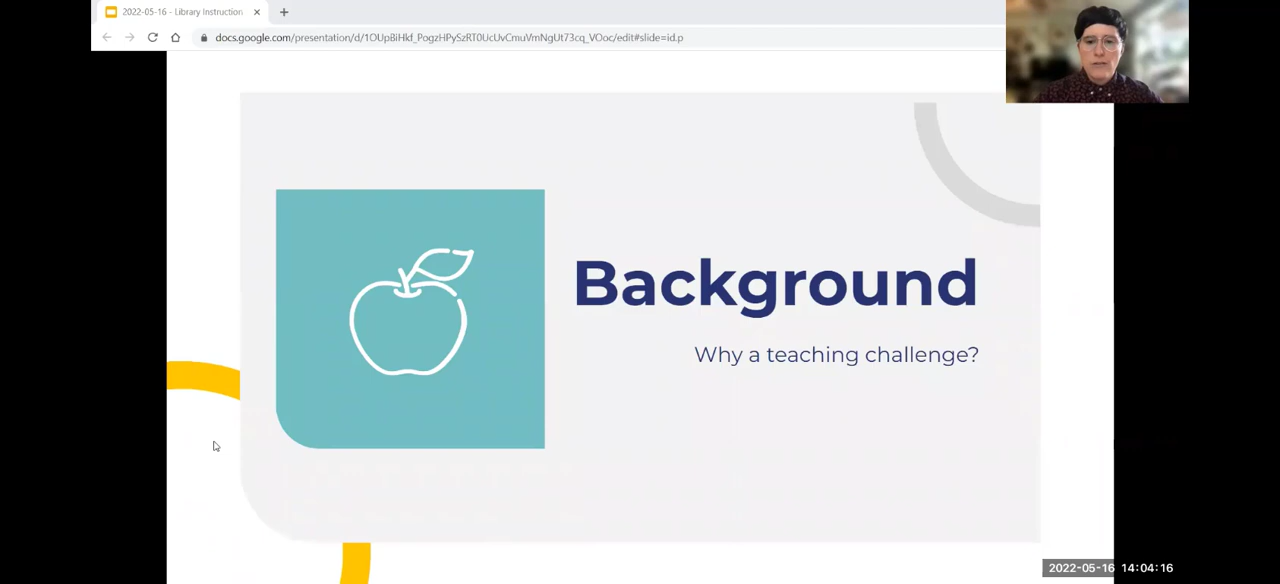 2022-05-16 - Library Instruction
docs.google.com/presentation/d/1OUpBiHkf_PogzHPySzRT0UcUvCmuVmNgUt73cq_VOoc/edit#slide=id.p
Background
Why a teaching challenge?
2022-05-16 14:04:16